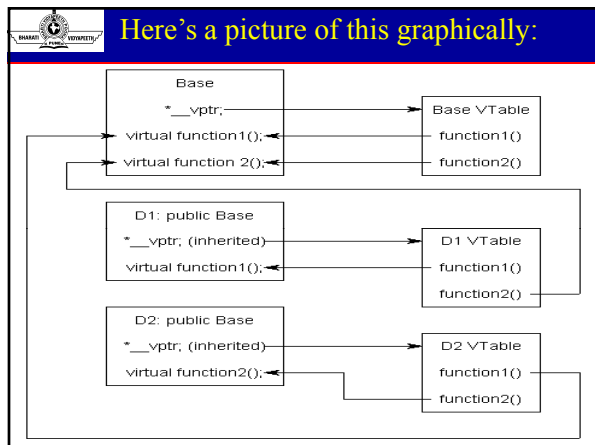 BHARATI VIDYAPEETH
PUNE
Here's a picture of this graphically:
Base
*__vptr;
virtual function1();
virtual function 2();
Base VTable
function1()
function2()
D1: public Base
*__vptr; (inherited)
virtual function1();
D1 VTable
function1()
function2()
D2: public Base
*__vptr; (inherited)
virtual function2();
D2 VTable
function1()
function2()